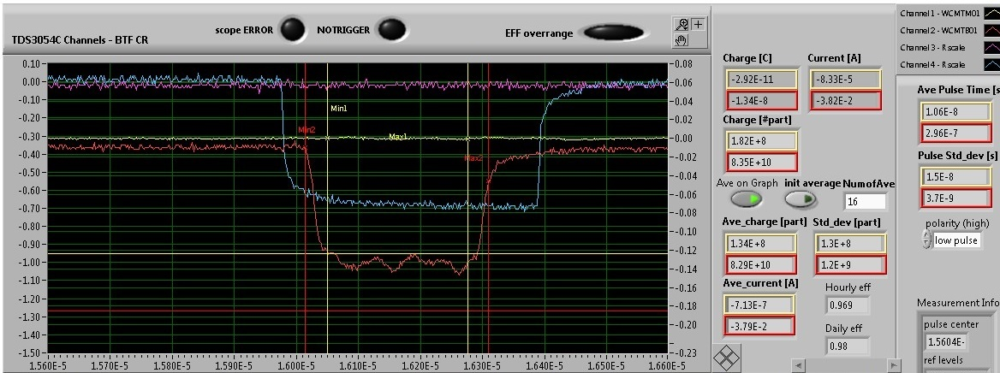 TDS3054C Channels - BTF CR
scope ERROR
NOTRIGGER
EFF overrange
Channel 1 - WCMTM01
Channel 2 - WCMTB01
Channel 3 - R scale
Channel 4 - R scale
0.10
0.00
-0.10
-0.20
-0.30
-0.40
-0.50
-0.60
-0.70
-0.80
-0.90
-1.00
-1.10
-1.20
-1.30
-1.40
-1.50
Min1
Min2
Max1
Max2
0.08
0.06
0.04
0.02
0.00
-0.02
-0.04
-0.06
-0.08
-0.10
-0.12
-0.14
-0.16
-0.18
-0.20
-0.23
1.560E-5 1.570E-5 1.580E-5 1.590E-5 1.600E-5 1.610E-5 1.620E-5 1.630E-5 1.640E-5 1.650E-5 1.660E-5
Charge [C] Current [A]
-2.92E-11 -8.33E-5
-1.34E-8 -3.82E-2
Charge [#part]
1.82E+8
8.35E+10
Ave on Graph init average NumofAve
16
Ave_charge [part] Std_dev [part]
1.34E+8 1.3E+8
8.29E+10 1.2E+9
Ave_current [A]
-7.13E-7
-3.79E-2
Hourly eff
0.969
Daily eff
0.98
Ave Pulse Time [s
1.06E-8
2.96E-7
Pulse Std_dev [s]
1.5E-8
3.7E-9
polarity (high)
low pulse
Measurement Info
pulse center
1.5604E-
ref levels